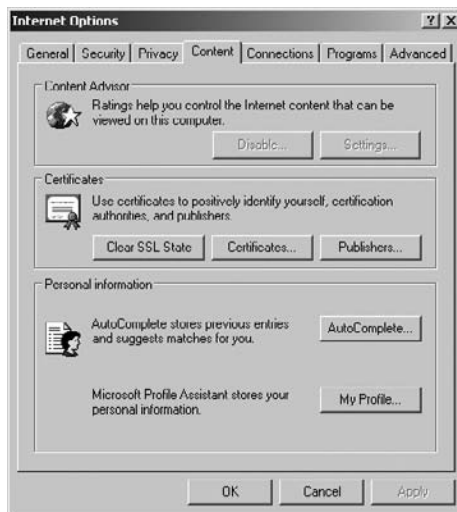 Internet Options
? X
General Security Privacy Content Connections Programs Advanced
Content Advisor
Ratings help you control the Internet content that can be
viewed on this computer.
Disable... Settings...
Certificates
Use certificates to positively identify yourself, certification
authorities, and publishers.
Clear SSL State Certificates... Publishers...
Personal information
AutoComplete stores previous entries
and suggests matches for you.
AutoComplete...
Microsoft Profile Assistant stores your
personal information.
My Profile...
OK Cancel Apply